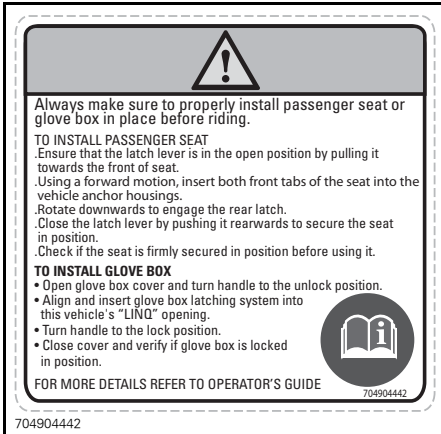 Always make sure to properly install passenger seat or
glove box in place before riding.
TO INSTALL PASSENGER SEAT
.Ensure that the latch lever is in the open position by pulling it
towards the front of seat.
.Using a forward motion, insert both front tabs of the seat into the
vehicle anchor housings.
.Rotate downwards to engage the rear latch.
.Close the latch lever by pushing it rearwards to secure the seat
in position.
.Check if the seat is firmly secured in position before using it.
TO INSTALL GLOVE BOX
• Open glove box cover and turn handle to the unlock position.
• Align and insert glove box latching system into
this vehicle's "LINQ" opening.
• Turn handle to the lock position.
• Close cover and verify if glove box is locked
in position.
FOR MORE DETAILS REFER TO OPERATOR'S GUIDE
704904442
704904442